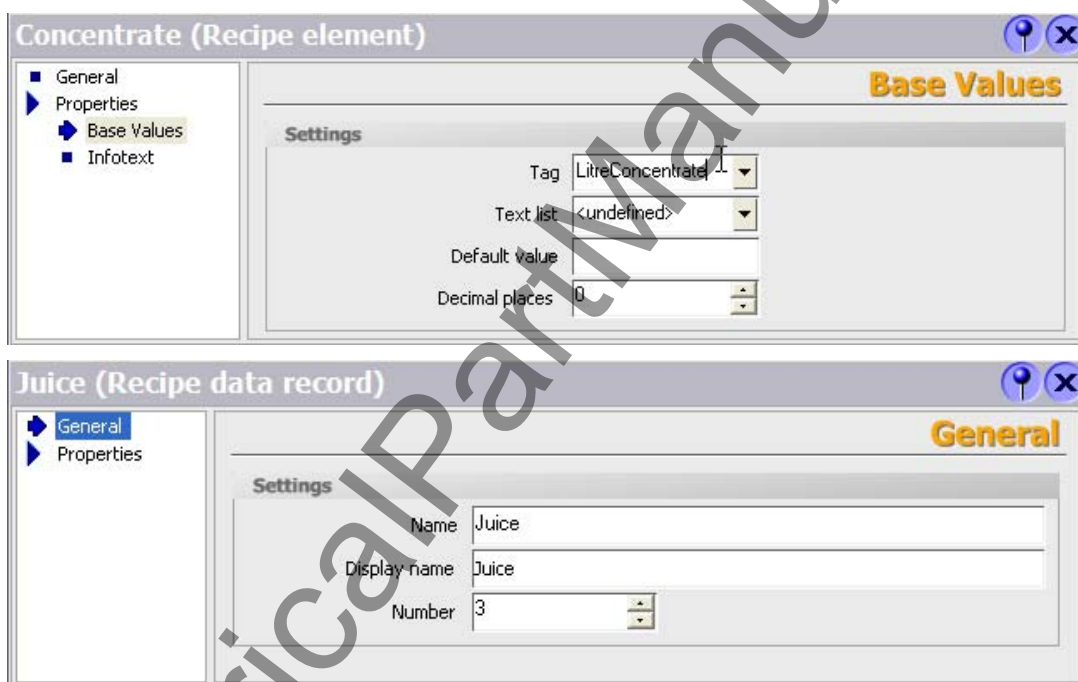 Concentrate (Recipe element)
General
Properties
Base Values
Infotext
Base Values
Settings
Tag LitreConcentrate
Text list <undefined>
Default value
Decimal places 0
Juice (Recipe data record)
General
Properties
General
Settings
Name Juice
Display name Juice
Number 3